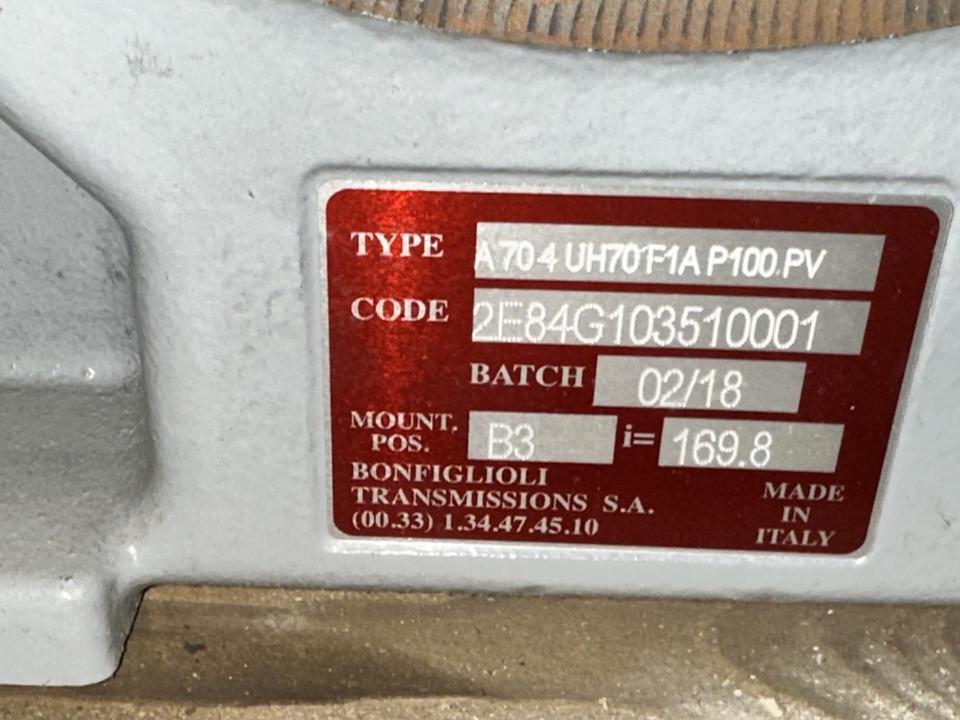 TYPE A 70 4 UH70 F1A P100 PV
CODE 2E84G103510001
BATCH 02/18
MOUNT. POS. B3 i= 169.8
BONFIGLIOLI
TRANSMISSIONS S.A.
(00.33) 1.34.47.45.10
MADE
IN
ITALY